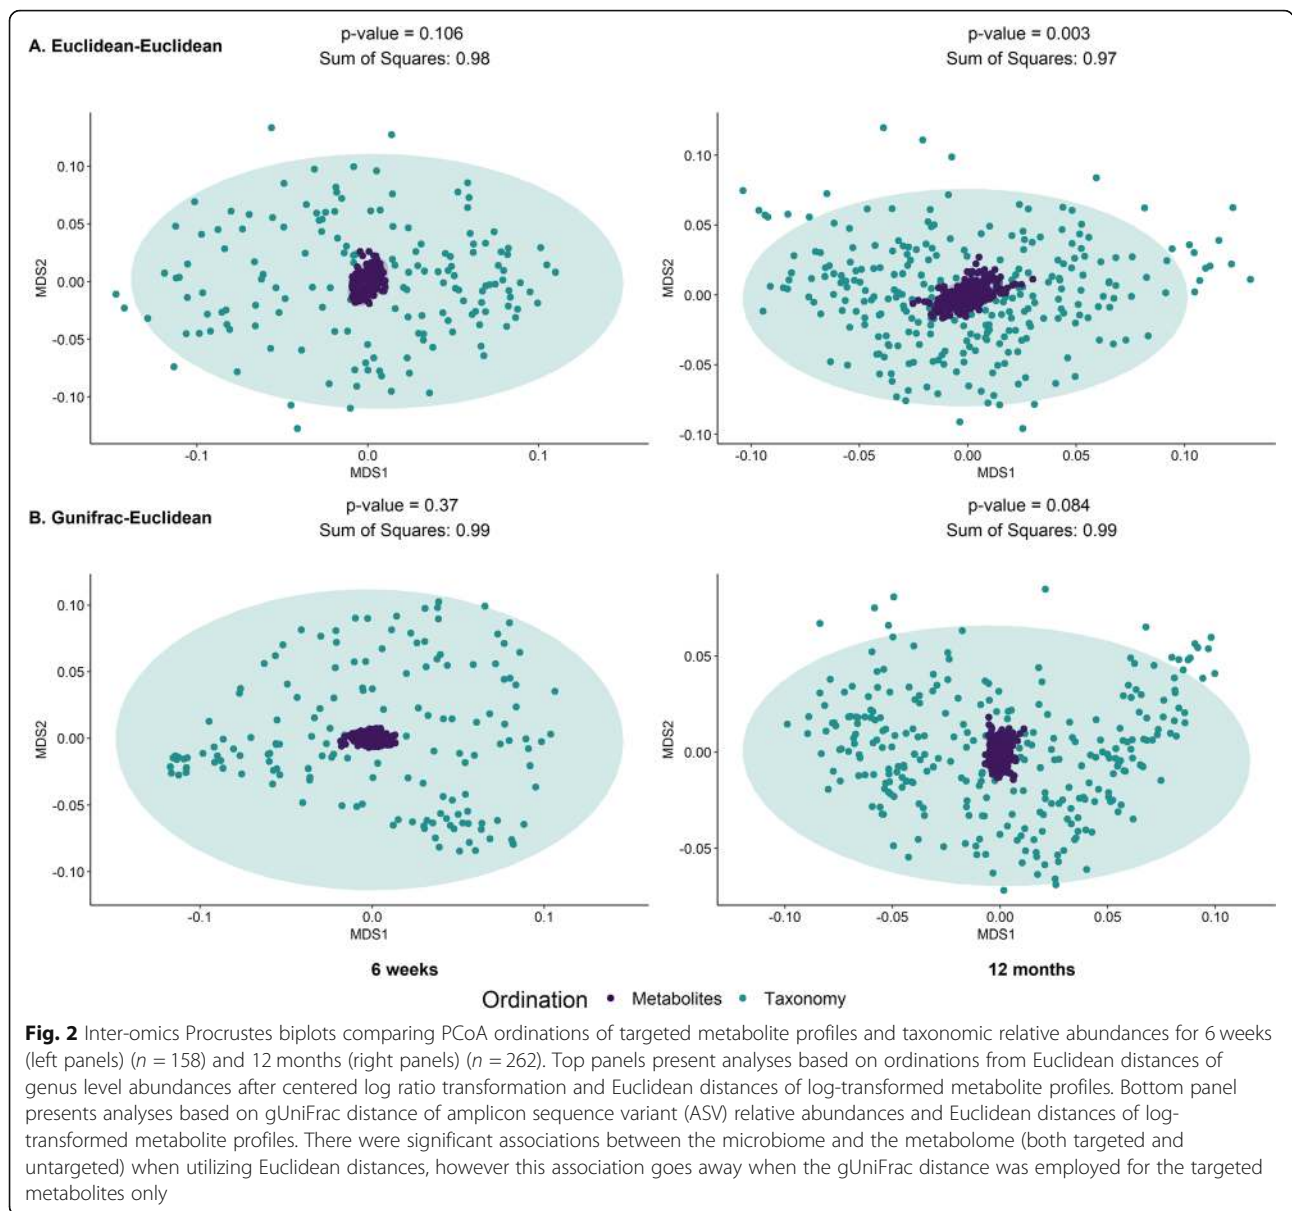 A. Euclidean-Euclidean
p-value = 0.106
Sum of Squares: 0.98
p-value = 0.003
Sum of Squares: 0.97
MDS2
0.10
0.05
0.00
-0.05
-0.10
-0.1
0.0
0.1
MDS1
MDS2
0.10
0.05
0.00
-0.05
-0.10
-0.10
-0.05
0.00
0.05
0.10
MDS1
B. Gunifrac-Euclidean
p-value = 0.37
Sum of Squares: 0.99
p-value = 0.084
Sum of Squares: 0.99
MDS2
0.10
0.05
0.00
-0.05
-0.10
-0.1
0.0
0.1
MDS1
MDS2
0.05
0.00
-0.05
-0.10
-0.05
0.00
0.05
0.10
MDS1
6 weeks
12 months
Ordination Metabolites Taxonomy
Fig. 2 Inter-omics Procrustes biplots comparing PCoA ordinations of targeted metabolite profiles and taxonomic relative abundances for 6 weeks
(left panels) (n = 158) and 12 months (right panels) (n = 262). Top panels present analyses based on ordinations from Euclidean distances of
genus level abundances after centered log ratio transformation and Euclidean distances of log-transformed metabolite profiles. Bottom panel
presents analyses based on gUniFrac distance of amplicon sequence variant (ASV) relative abundances and Euclidean distances of log-
transformed metabolite profiles. There were significant associations between the microbiome and the metabolome (both targeted and
untargeted) when utilizing Euclidean distances, however this association goes away when the gUniFrac distance was employed for the targeted
metabolites only